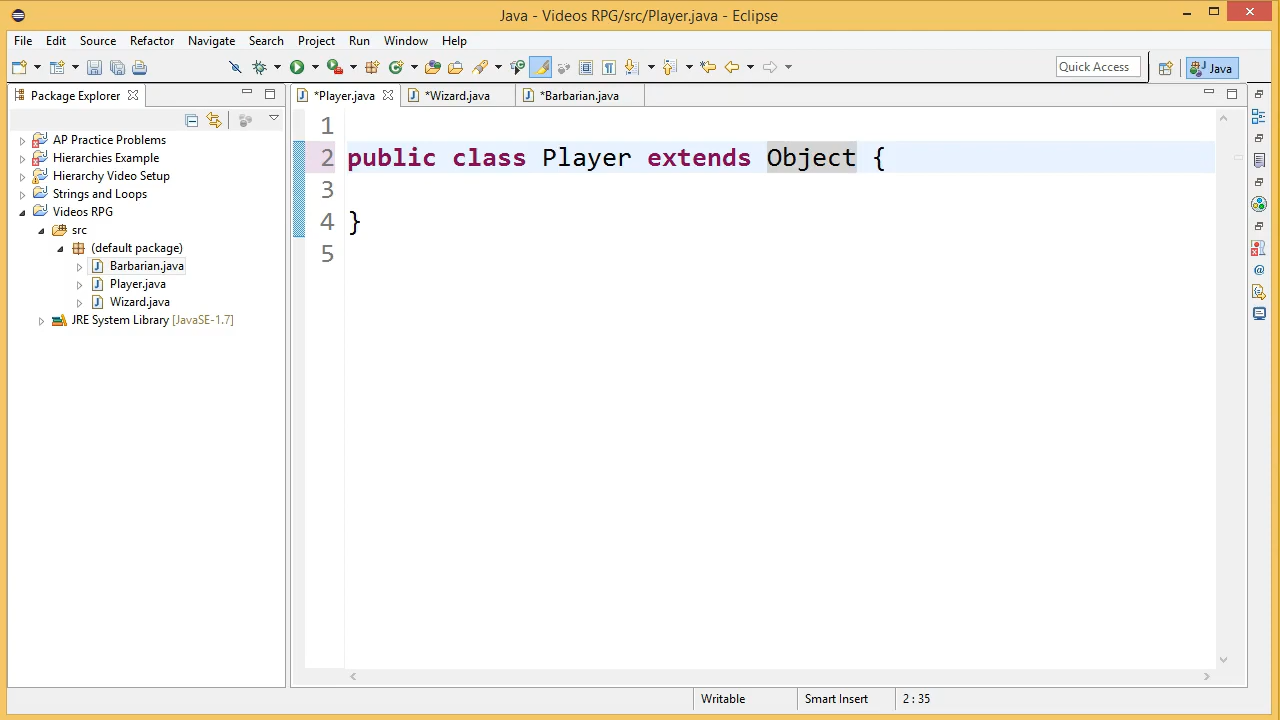 Java - Videos RPG/src/Player.java - Eclipse
File Edit Source Refactor Navigate Search Project Run Window Help
Quick Access
Java
Package Explorer
*Player.java
*Wizard.java
*Barbarian.java
AP Practice Problems
Hierarchies Example
Hierarchy Video Setup
Strings and Loops
Videos RPG
src
(default package)
Barbarian.java
Player.java
Wizard.java
JRE System Library [JavaSE-1.7]
1
2 public class Player extends Object {
3
4 }
5
Writable
Smart Insert
2 : 35